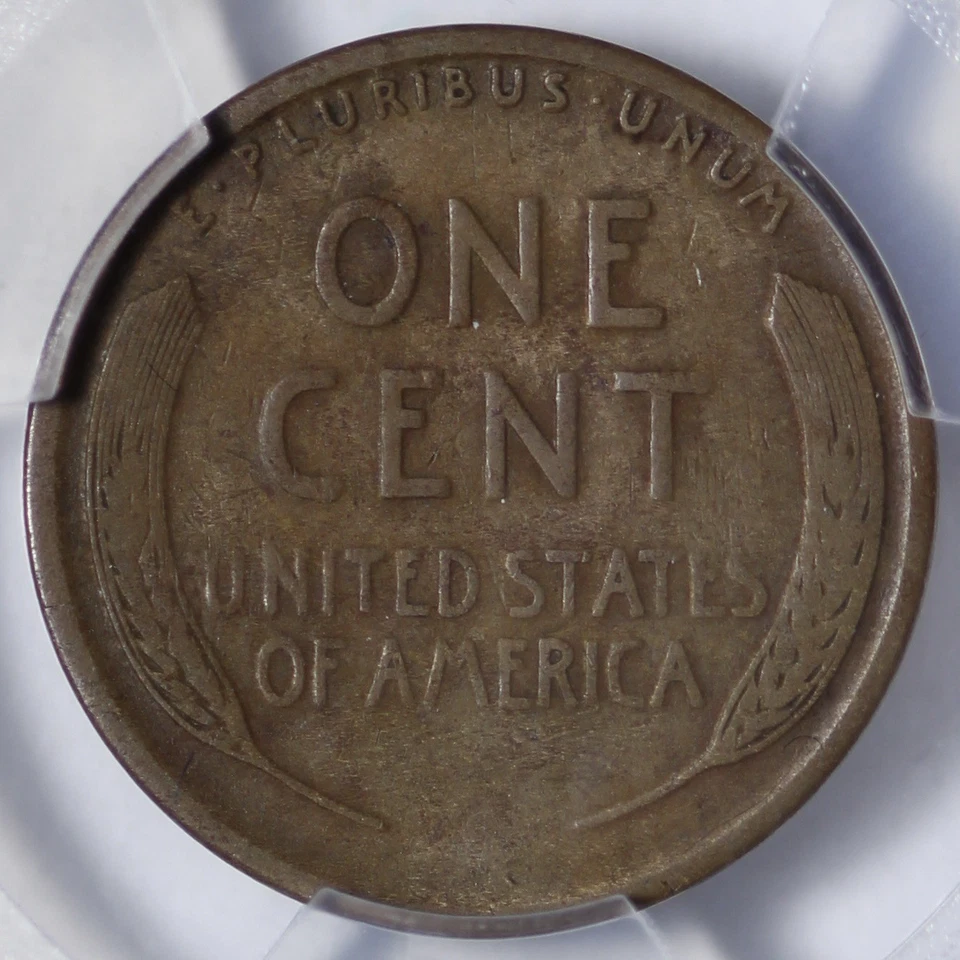 E · PLURIBUS · UNUM
ONE
CENT
UNITED STATES
OF AMERICA